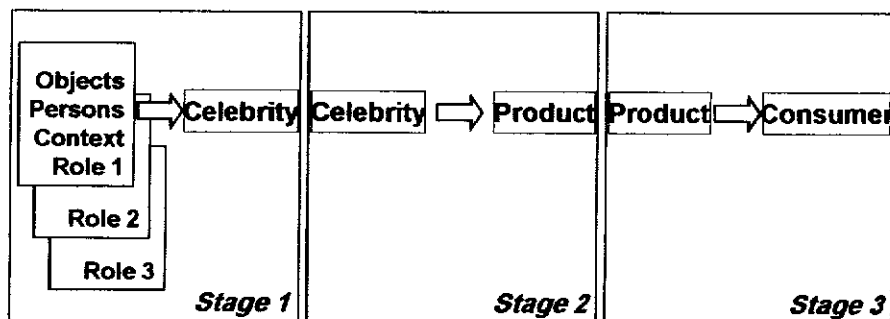 Objects
Persons
Context
Role 1
Role 2
Role 3
Celebrity
Stage 1
Celebrity
Product
Stage 2
Product
Consumer
Stage 3